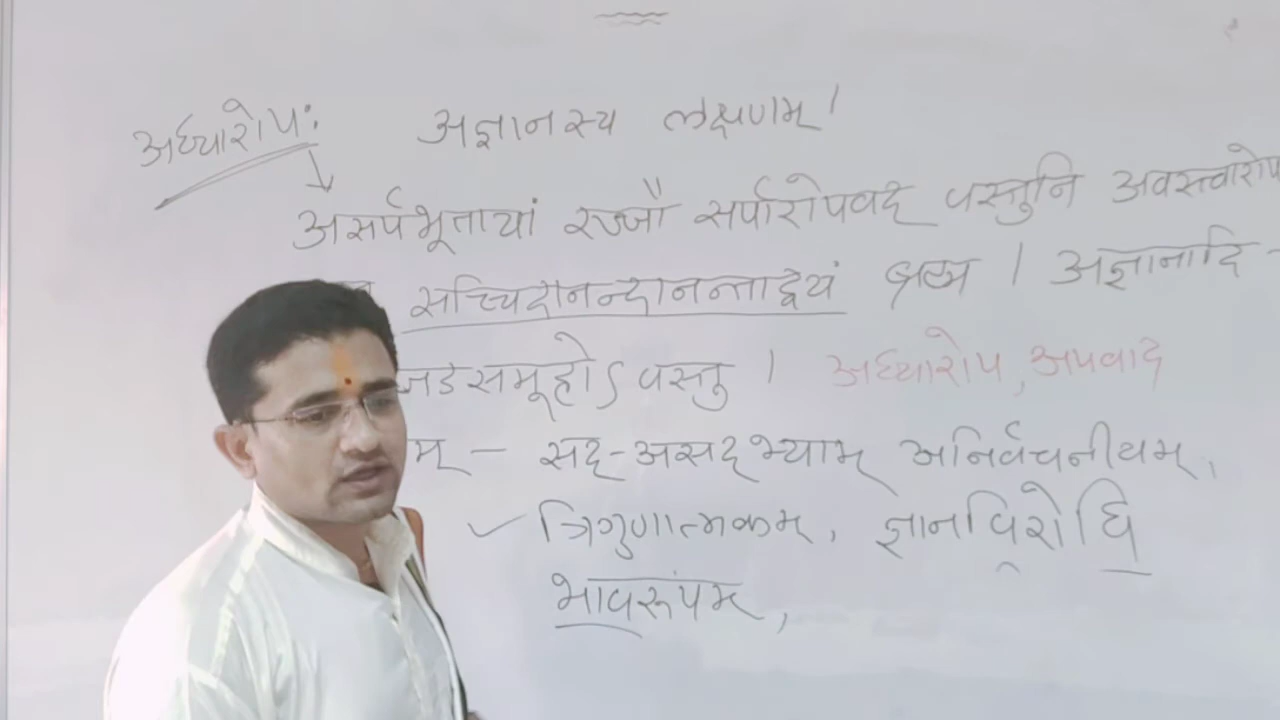 अध्यारोपः अज्ञानस्य लक्षणम् ।
असर्पभूतायां रज्जौ सर्पारोपवद् वस्तुनि अवस्त्वारोप
सच्चिदानन्दानन्ताद्वयं ब्रह्म । अज्ञानादि -
जडसमूहोऽवस्तु । अध्यारोप, अपवाद
म् - सद्-असद्भ्याम् अनिर्वचनीयम्,
त्रिगुणात्मकम्, ज्ञानविरोधि
भावरूपंम्,